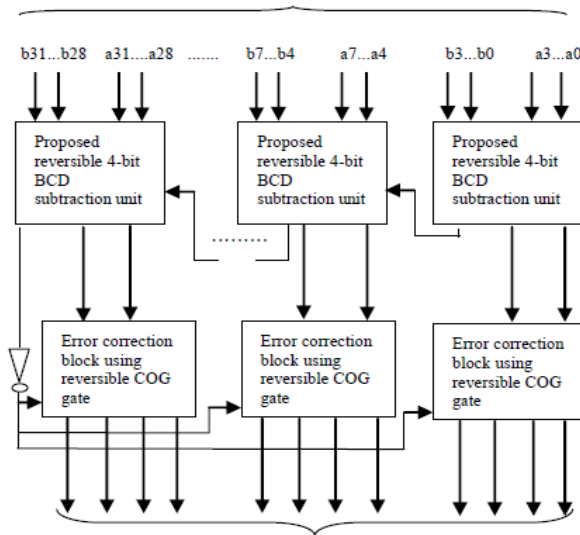 b31...b28 a31....a28 ....... b7...b4 a7...a4 b3...b0 a3...a0
Proposed
reversible 4-bit
BCD
subtraction unit
Proposed
reversible 4-bit
BCD
subtraction unit
Proposed
reversible 4-bit
BCD
subtraction unit
.........
Error correction
block using
reversible COG
gate
Error correction
block using
reversible COG
gate
Error correction
block using
reversible COG
gate